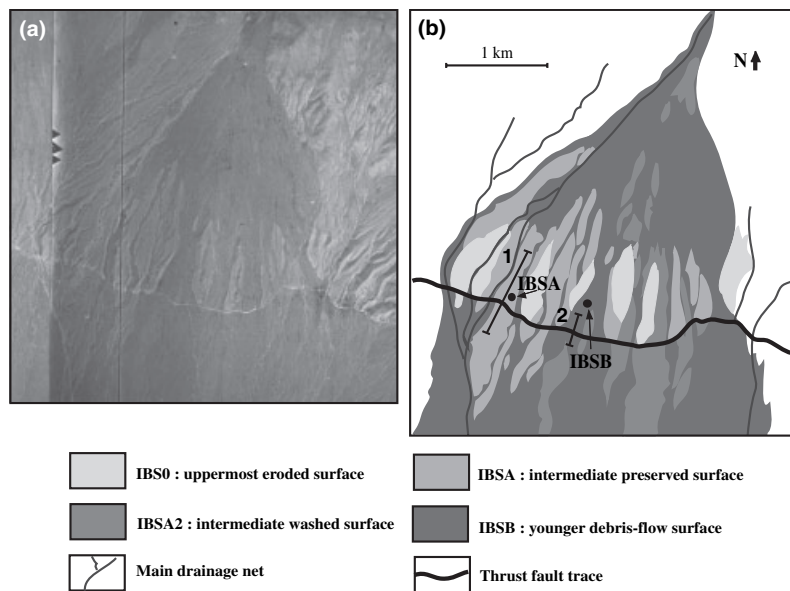 (a)
(b)
1 km
N
1
IBSA
2
IBSB
IBS0 : uppermost eroded surface
IBSA : intermediate preserved surface
IBSA2 : intermediate washed surface
IBSB : younger debris-flow surface
Main drainage net
Thrust fault trace